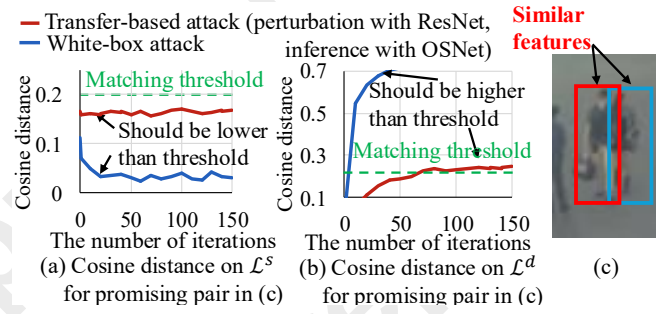 Transfer-based attack (perturbation with ResNet,
inference with OSNet)
White-box attack
Similar
features
Cosine distance
0.2
0.1
0
Matching threshold
Should be lower
than threshold
0 50 100 150
The number of iterations
(a) Cosine distance on ℒˢ
for promising pair in (c)
Cosine distance
0.7
0.5
0.3
0.1
Should be higher
than threshold
Matching threshold
0 50 100 150
The number of iterations
(b) Cosine distance on ℒᵈ
for promising pair in (c)
(c)